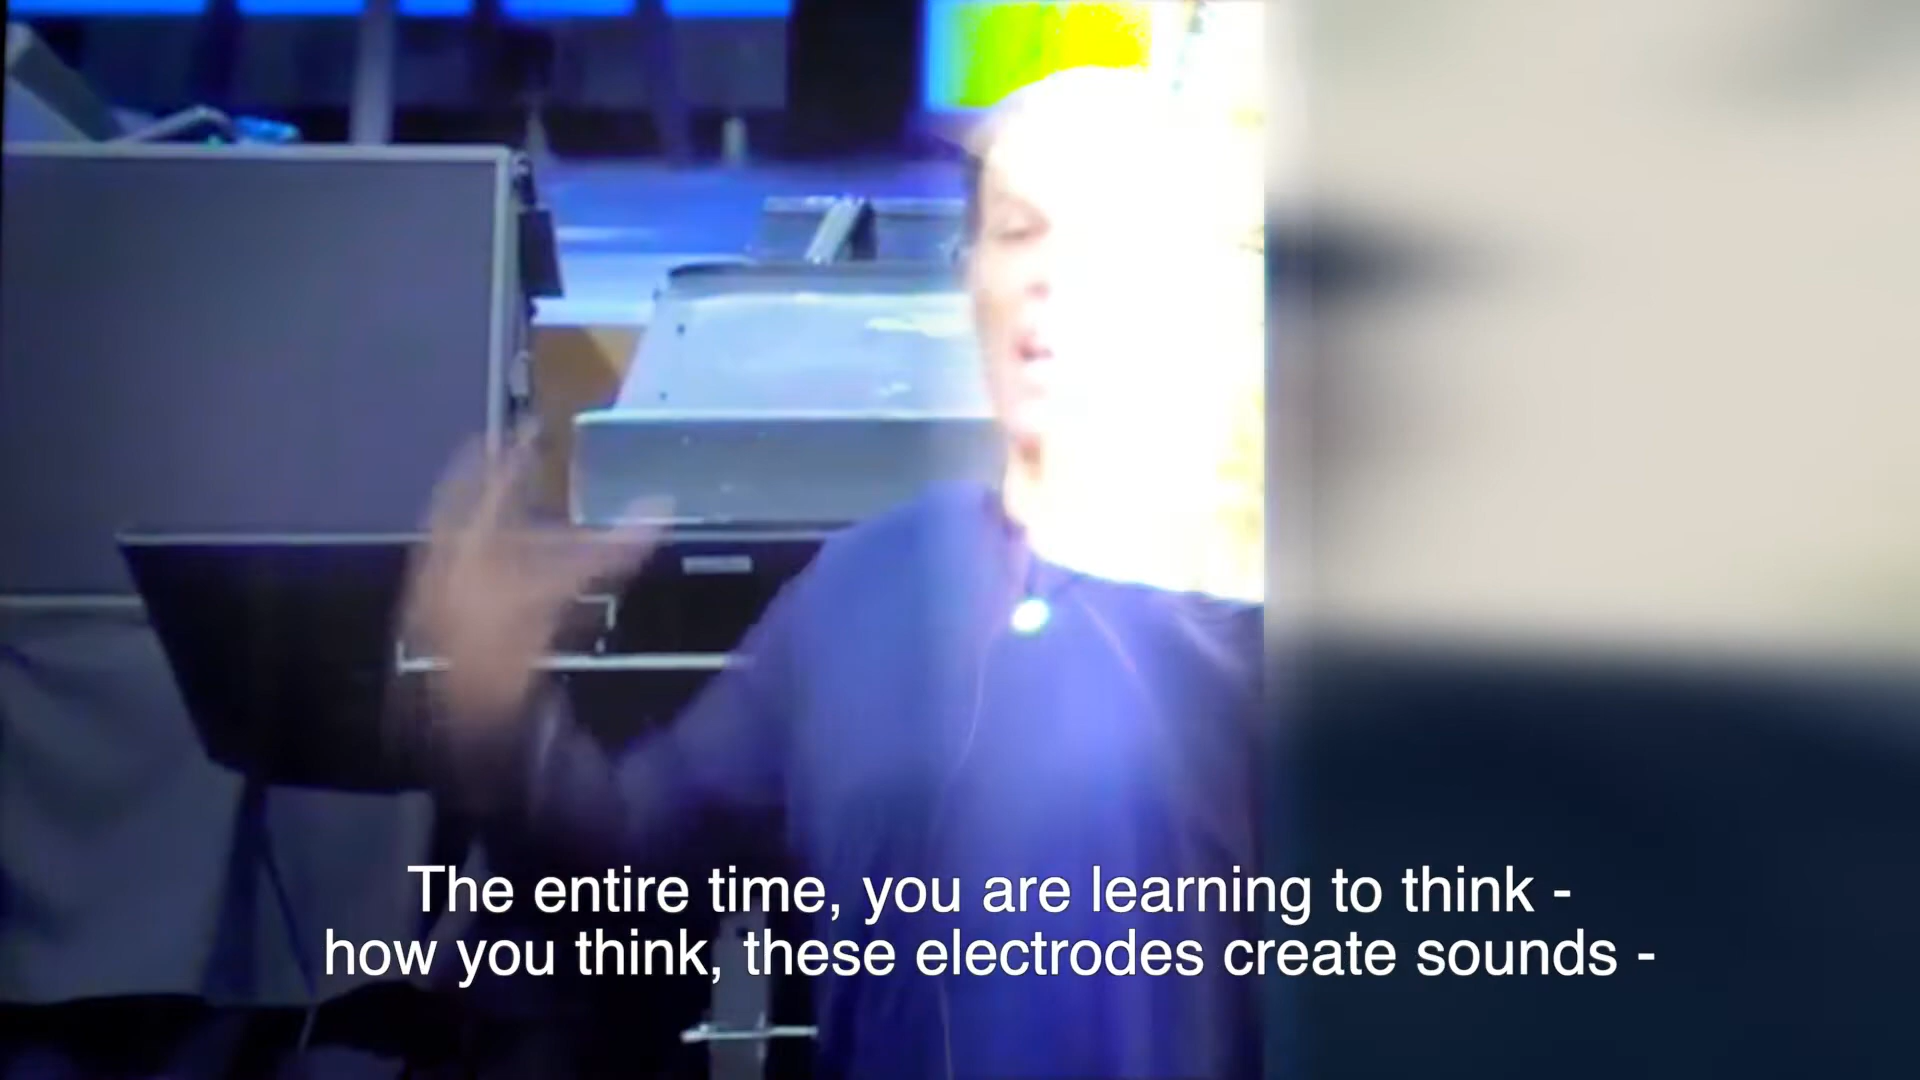 The entire time, you are learning to think -
how you think, these electrodes create sounds -